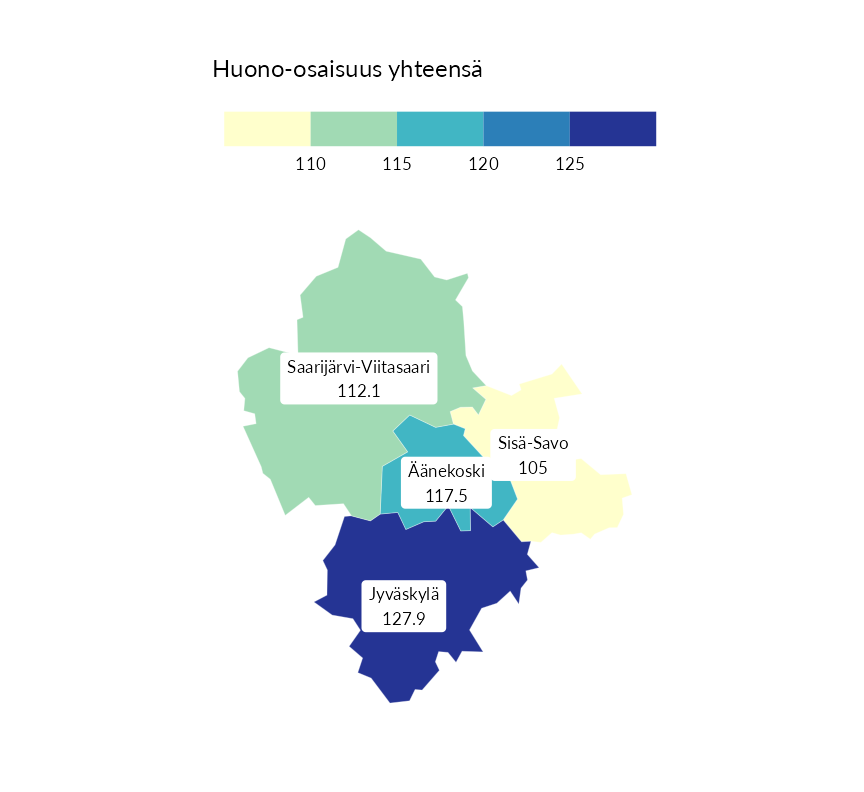 Huono-osaisuus yhteensä
110 115 120 125
Saarijärvi-Viitasaari
112.1
Sisä-Savo
105
Äänekoski
117.5
Jyväskylä
127.9